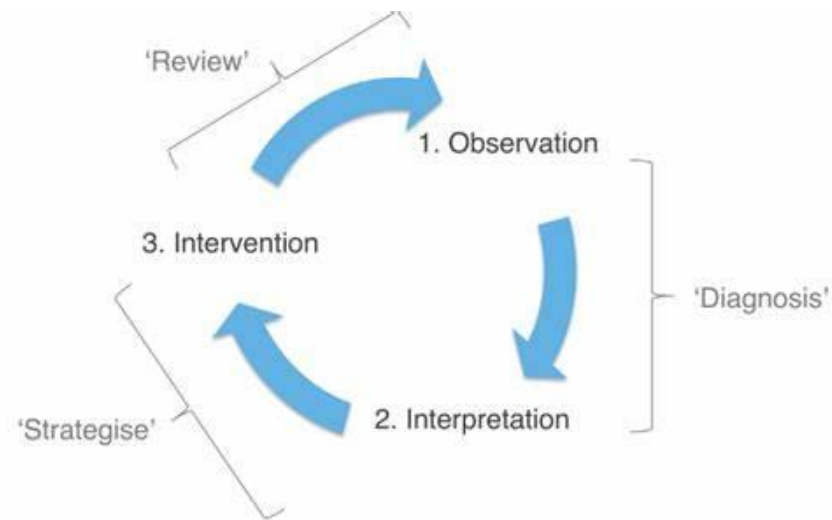 ‘Review’
1. Observation
3. Intervention
‘Diagnosis’
2. Interpretation
‘Strategise’